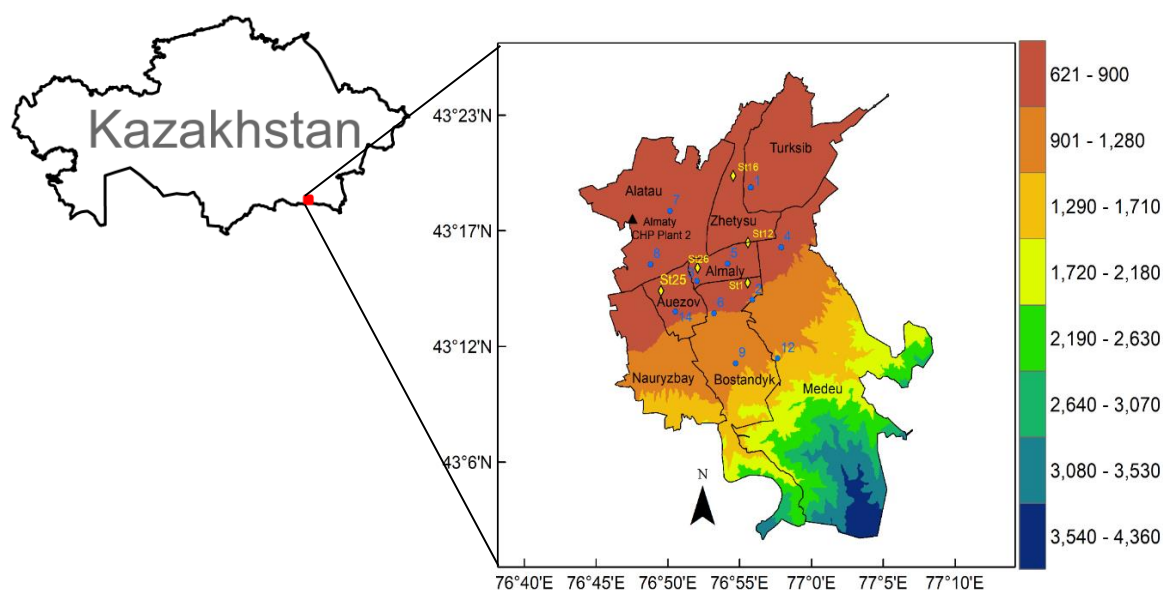 Kazakhstan
43°23'N
43°17'N
43°12'N
43°6'N
76°40'E
76°45'E
76°50'E
76°55'E
77°0'E
77°5'E
77°10'E
Turksib
St16
1
Alatau
7
Almaty
CHP Plant 2
Zhetysu
St12
4
8
St26
5
Almaly
St25
St1
Auezov
14
6
2
9
12
Nauryzbay
Bostandyk
Medeu
N
621 - 900
901 - 1,280
1,290 - 1,710
1,720 - 2,180
2,190 - 2,630
2,640 - 3,070
3,080 - 3,530
3,540 - 4,360